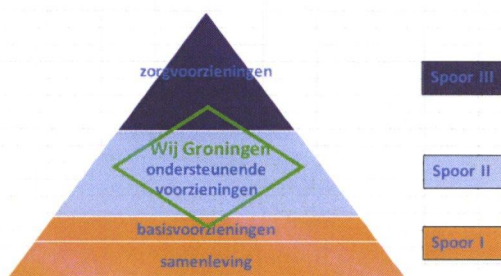 zorgvoorzieningen
Spoor III
Wij Groningen
ondersteunende
voorzieningen
Spoor II
basisvoorzieningen
samenleving
Spoor I